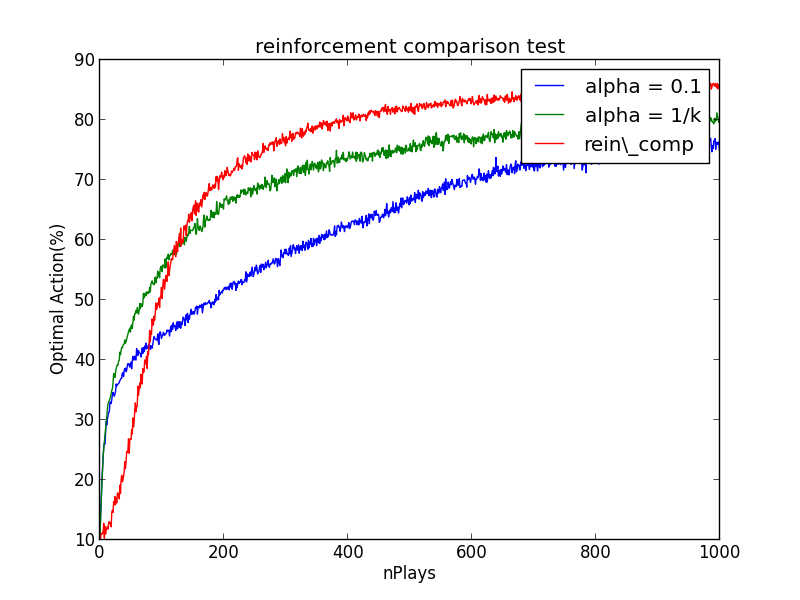 reinforcement comparison test
90
80
70
60
50
40
30
20
10
Optimal Action(%)
alpha = 0.1
alpha = 1/k
rein\_comp
0 200 400 600 800 1000
nPlays